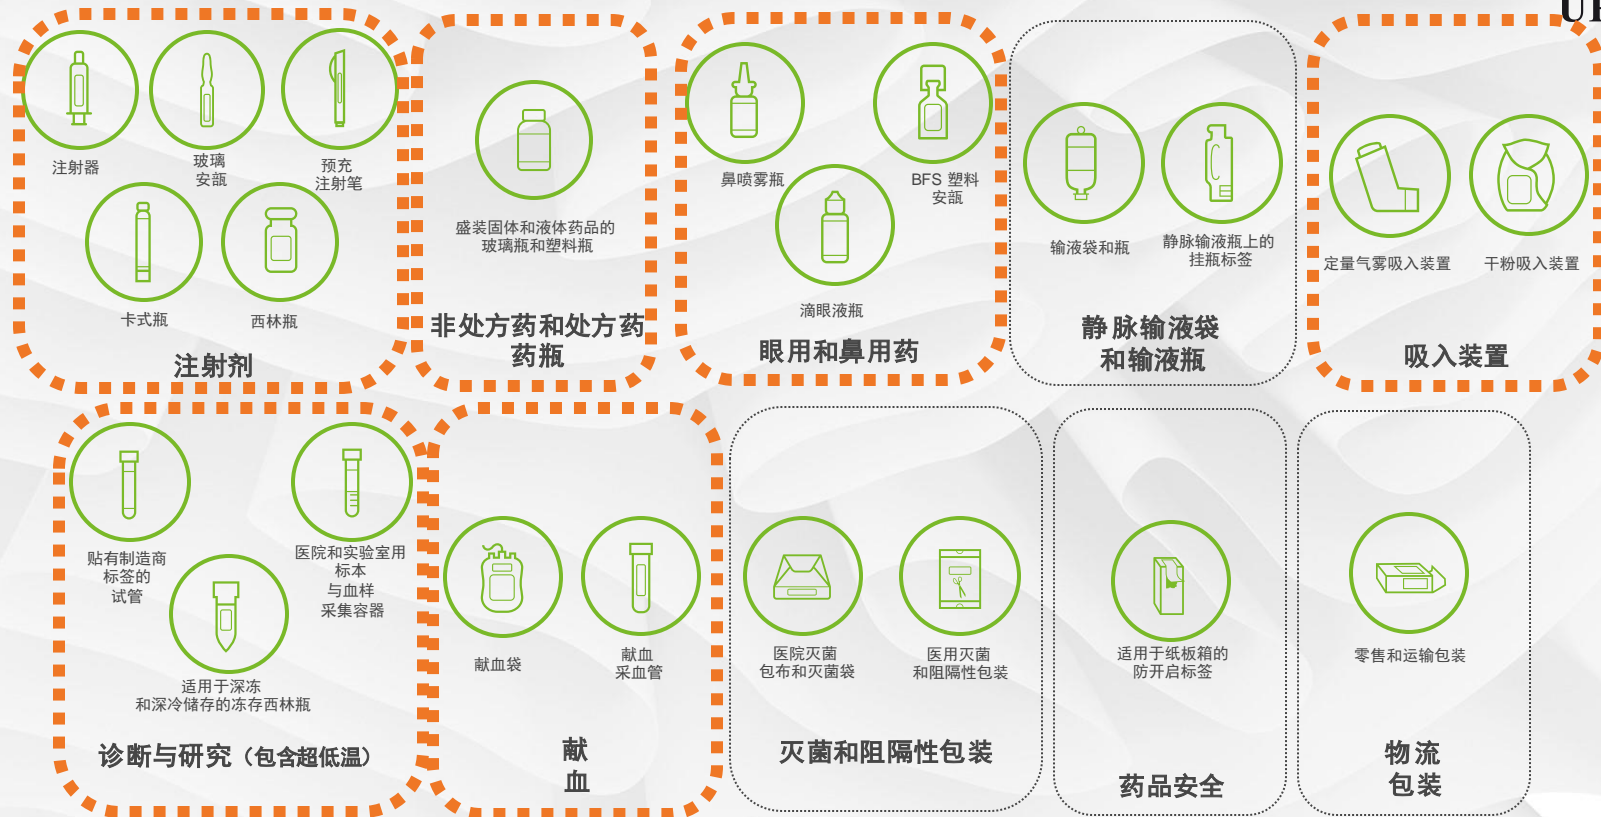 注射器
玻璃
安瓿
预充
注射笔
卡式瓶
西林瓶
注射剂
盛装固体和液体药品的
玻璃瓶和塑料瓶
非处方药和处方药
药瓶
鼻喷雾瓶
BFS 塑料
安瓿
滴眼液瓶
眼用和鼻用药
输液袋和瓶
静脉输液瓶上的
挂瓶标签
静脉输液袋
和输液瓶
定量气雾吸入装置
干粉吸入装置
吸入装置
贴有制造商
标签的
试管
医院和实验室用
标本
与血样
采集容器
适用于深冻
和深冷储存的冻存西林瓶
诊断与研究（包含超低温）
献血袋
献血
采血管
献
血
医院灭菌
包布和灭菌袋
医用灭菌
和阻隔性包装
灭菌和阻隔性包装
适用于纸板箱的
防开启标签
药品安全
零售和运输包装
物流
包装